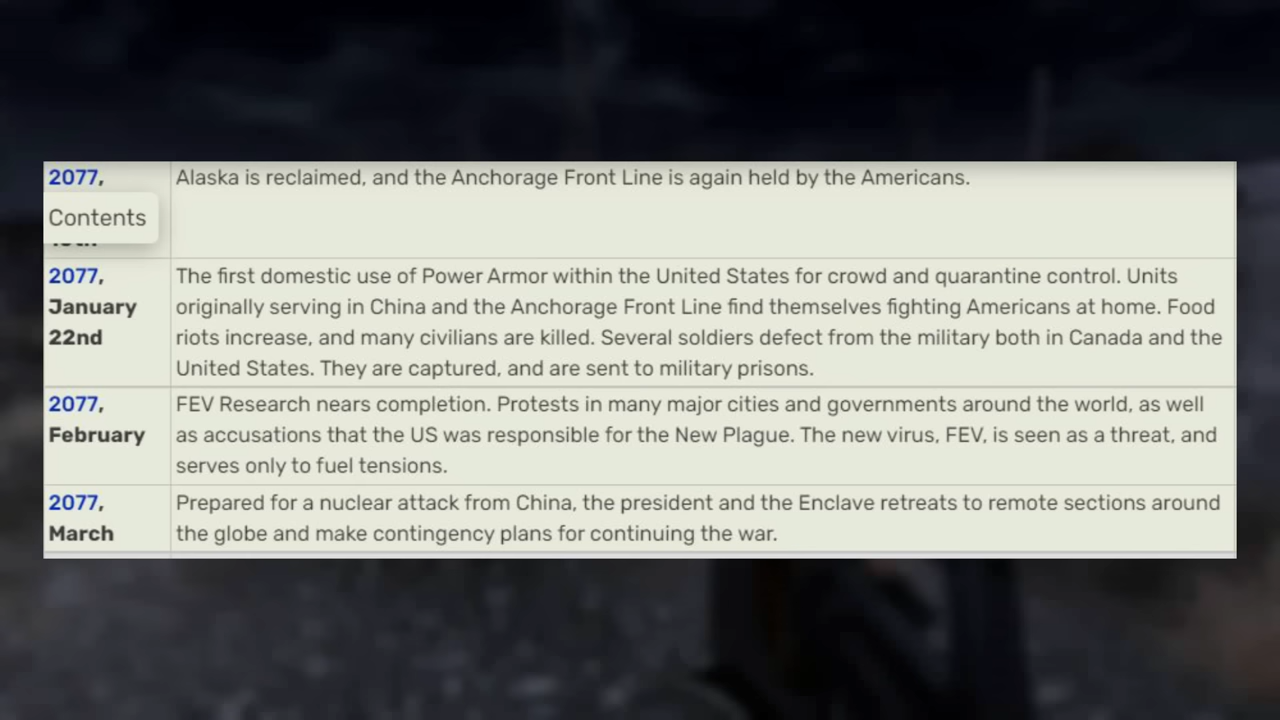 2077,
Alaska is reclaimed, and the Anchorage Front Line is again held by the Americans.
Contents
2077,
January
22nd
The first domestic use of Power Armor within the United States for crowd and quarantine control. Units
originally serving in China and the Anchorage Front Line find themselves fighting Americans at home. Food
riots increase, and many civilians are killed. Several soldiers defect from the military both in Canada and the
United States. They are captured, and are sent to military prisons.
2077,
February
FEV Research nears completion. Protests in many major cities and governments around the world, as well
as accusations that the US was responsible for the New Plague. The new virus, FEV, is seen as a threat, and
serves only to fuel tensions.
2077,
March
Prepared for a nuclear attack from China, the president and the Enclave retreats to remote sections around
the globe and make contingency plans for continuing the war.